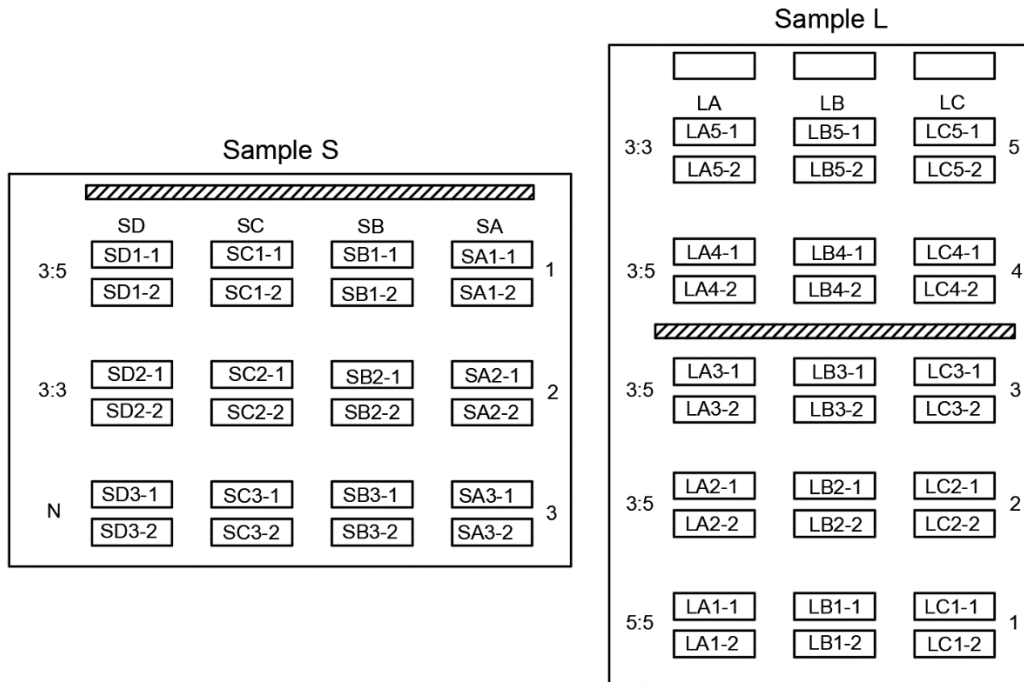 Sample S
SD SC SB SA
3:5 SD1-1 SC1-1 SB1-1 SA1-1 1
SD1-2 SC1-2 SB1-2 SA1-2
3:3 SD2-1 SC2-1 SB2-1 SA2-1 2
SD2-2 SC2-2 SB2-2 SA2-2
N SD3-1 SC3-1 SB3-1 SA3-1 3
SD3-2 SC3-2 SB3-2 SA3-2
Sample L
LA LB LC
3:3 LA5-1 LB5-1 LC5-1 5
LA5-2 LB5-2 LC5-2
3:5 LA4-1 LB4-1 LC4-1 4
LA4-2 LB4-2 LC4-2
3:5 LA3-1 LB3-1 LC3-1 3
LA3-2 LB3-2 LC3-2
3:5 LA2-1 LB2-1 LC2-1 2
LA2-2 LB2-2 LC2-2
5:5 LA1-1 LB1-1 LC1-1 1
LA1-2 LB1-2 LC1-2